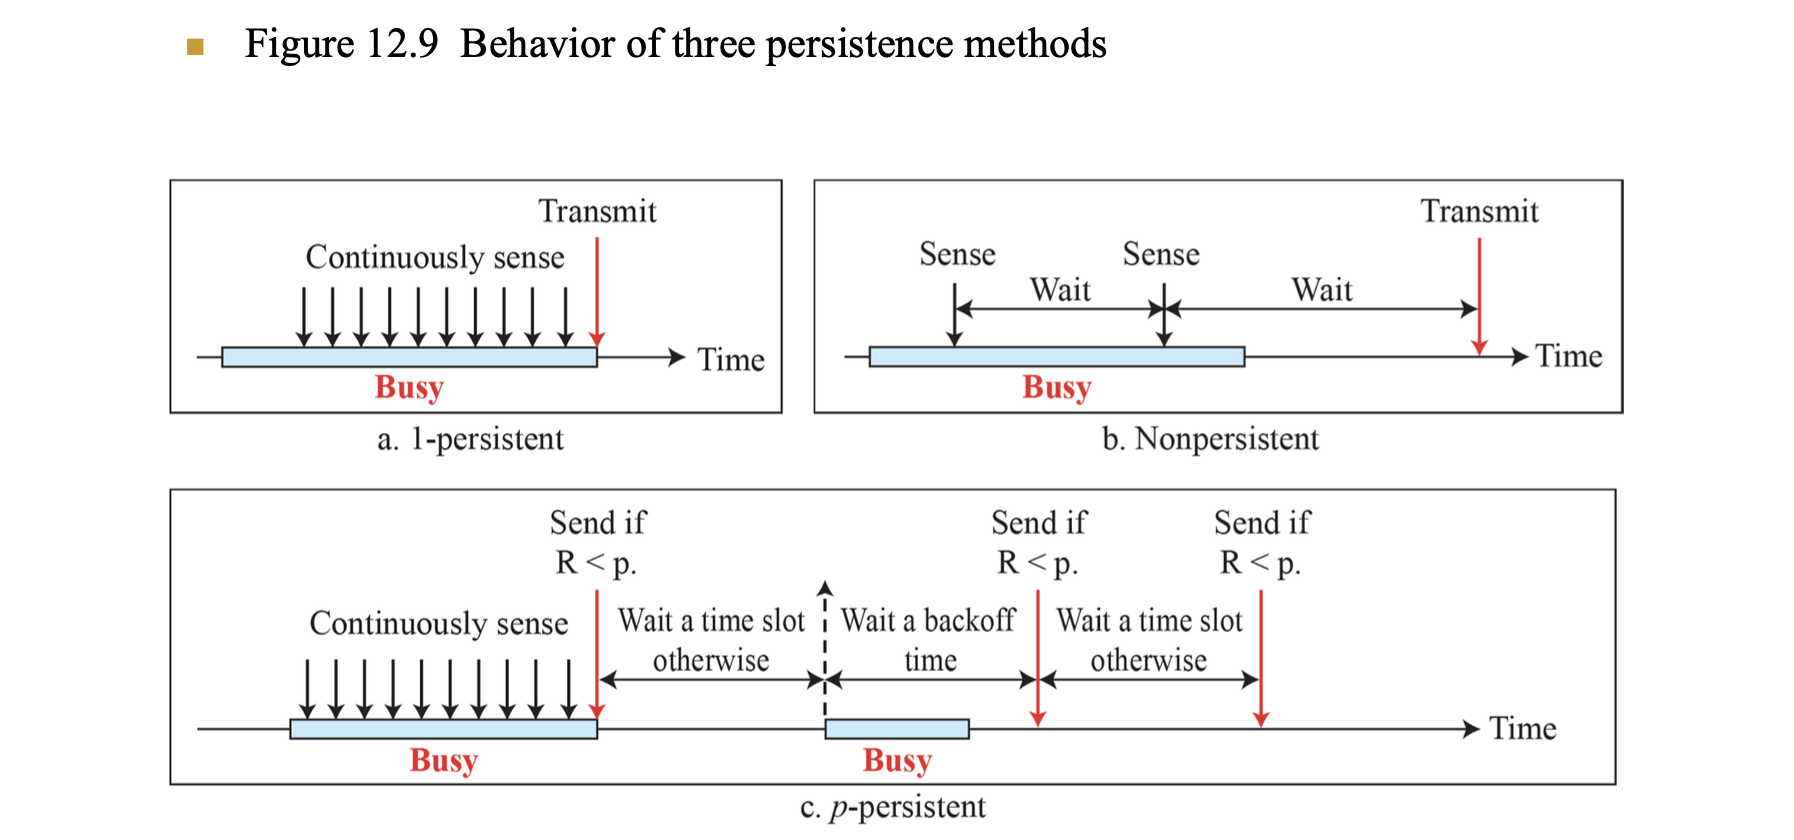 Figure 12.9 Behavior of three persistence methods
Transmit
Continuously sense
Time
Busy
a. 1-persistent
Transmit
Sense
Sense
Wait
Wait
Time
Busy
b. Nonpersistent
Send if
R < p.
Send if
R < p.
Send if
R < p.
Continuously sense
Wait a time slot
otherwise
Wait a backoff
time
Wait a time slot
otherwise
Time
Busy
Busy
c. p-persistent